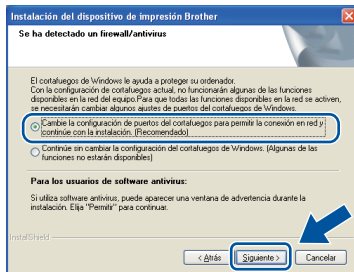 Instalación del dispositivo de impresión Brother
Se ha detectado un firewall/antivirus
El cortafuegos de Windows le ayuda a proteger su ordenador.
Con la configuración de cortafuegos actual, no funcionarán algunas de las funciones
disponibles en la red del equipo.Para que todas las funciones disponibles en la red se activen,
se necesitarán cambiar algunos ajustes de puertos del cortafuegos de Windows.
Cambie la configuración de puertos del cortafuegos para permitir la conexión en red y
continúe con la instalación. (Recomendado)
Continúe sin cambiar la configuración del cortafuegos de Windows. (Algunas de las
funciones no estarán disponibles)
Para los usuarios de software antivirus:
Si utiliza software antivirus, puede aparecer una ventana de advertencia durante la
instalación. Elija "Permitir" para continuar.
InstallShield
< Atrás
Siguiente >
Cancelar